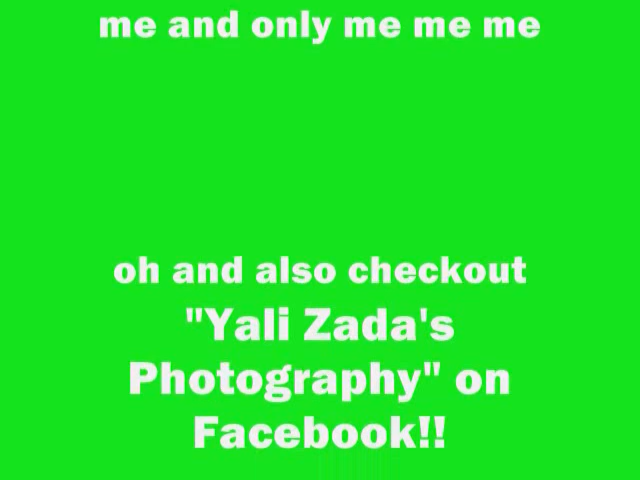 me and only me me me
oh and also checkout
"Yali Zada's
Photography" on
Facebook!!